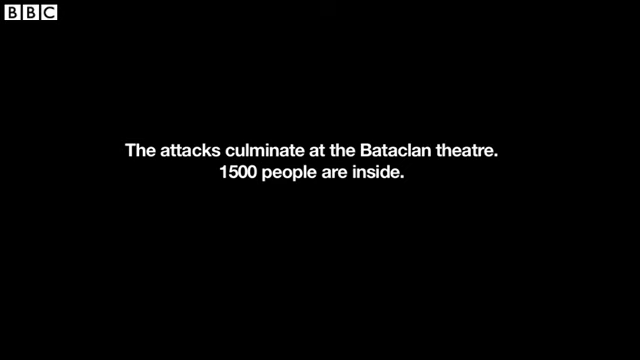 BBC
The attacks culminate at the Bataclan theatre.
1500 people are inside.